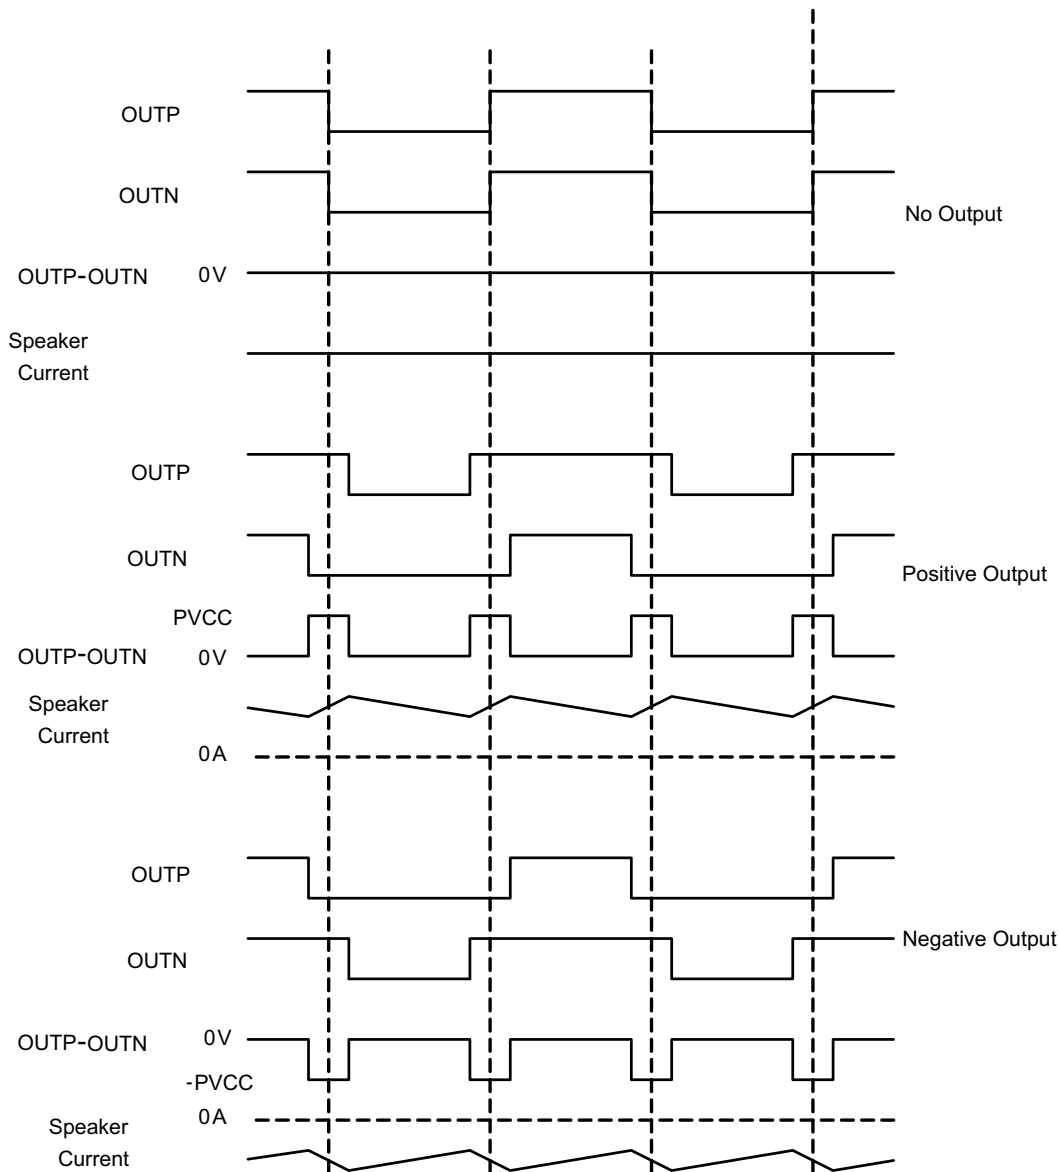 OUTP
OUTN
No Output
OUTP-OUTN 0V
Speaker
Current
OUTP
OUTN
Positive Output
PVCC
OUTP-OUTN 0V
Speaker
Current
0A
OUTP
Negative Output
OUTN
OUTP-OUTN 0V
-PVCC
0A
Speaker
Current